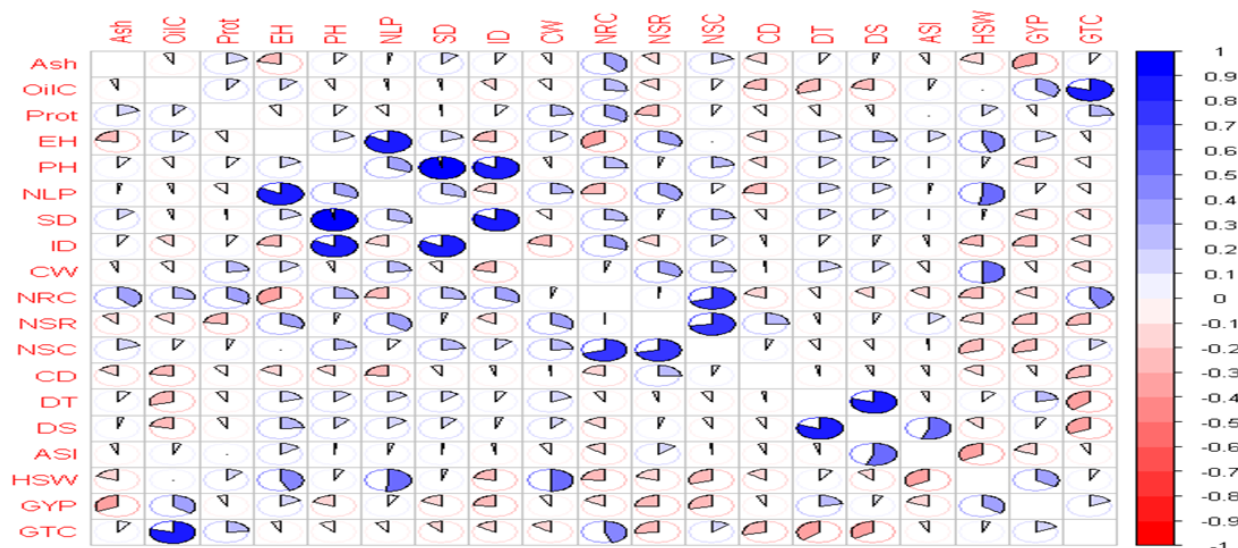 Ash OilC Prot EH PH NLP SD ID CW NRC NSR NSC CD DT DS ASI HSW GYP GTC
Ash
OilC
Prot
EH
PH
NLP
SD
ID
CW
NRC
NSR
NSC
CD
DT
DS
ASI
HSW
GYP
GTC
1
0.9
0.8
0.7
0.6
0.5
0.4
0.3
0.2
0.1
0
-0.1
-0.2
-0.3
-0.4
-0.5
-0.6
-0.7
-0.8
-0.9
-1